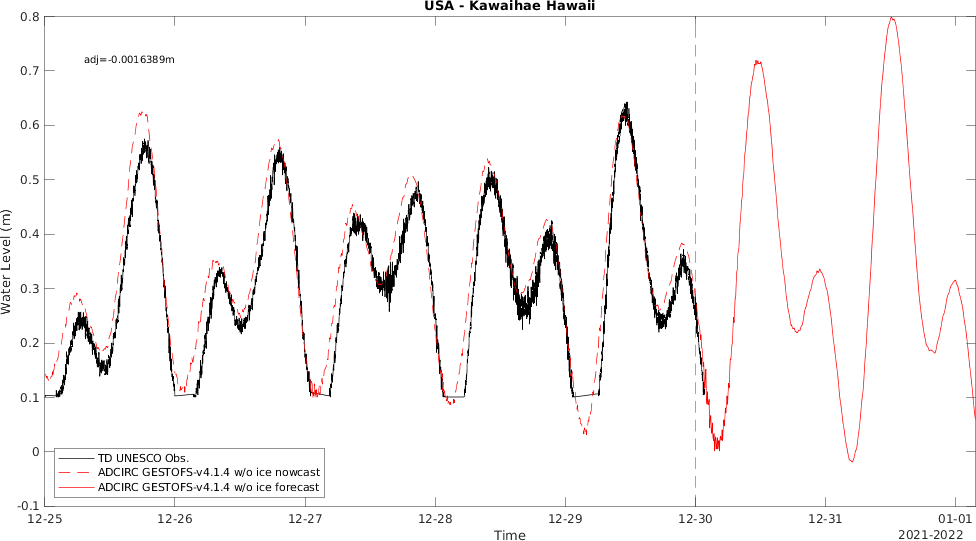 USA - Kawaihae Hawaii
adj=-0.0016389m
0.8
0.7
0.6
0.5
0.4
0.3
0.2
0.1
0
-0.1
Water Level (m)
TD UNESCO Obs.
ADCIRC GESTOFS-v4.1.4 w/o ice nowcast
ADCIRC GESTOFS-v4.1.4 w/o ice forecast
12-25 12-26 12-27 12-28 12-29 12-30 12-31 01-01
Time
2021-2022